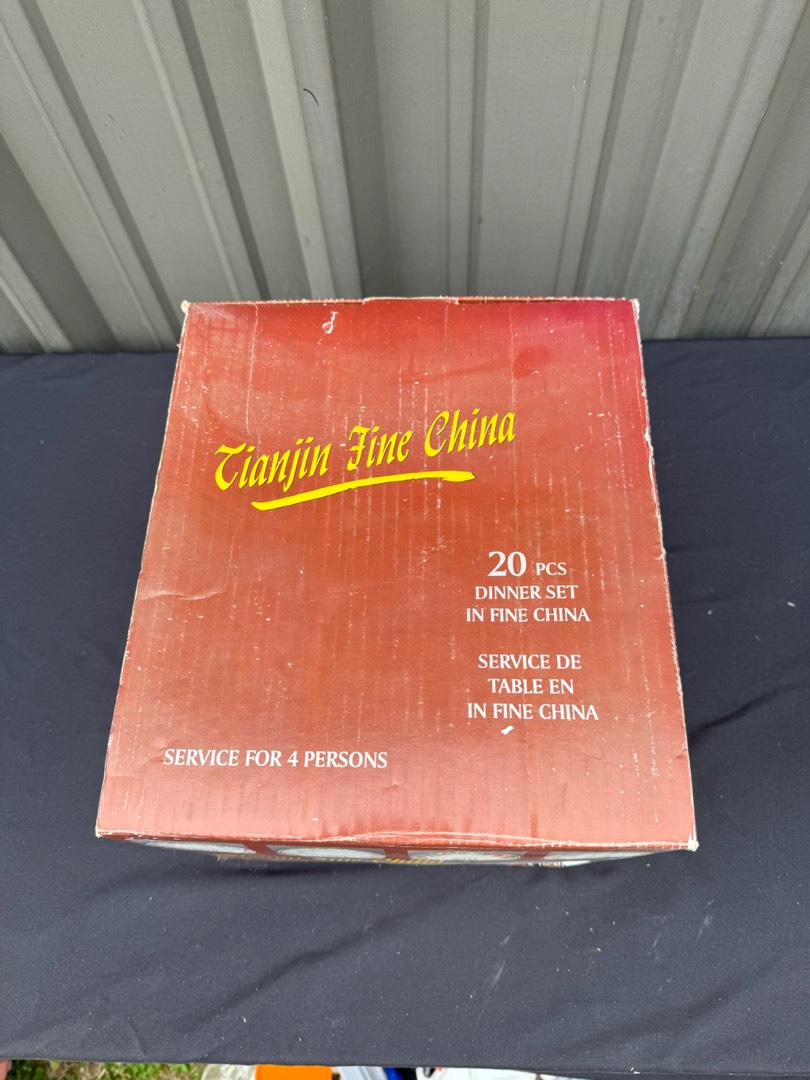 Tianjin Fine China
20 PCS
DINNER SET
IN FINE CHINA
SERVICE DE
TABLE EN
IN FINE CHINA
SERVICE FOR 4 PERSONS